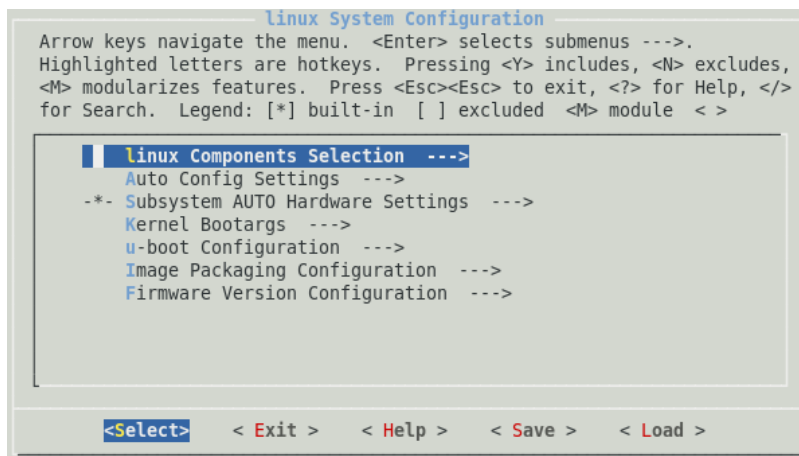 linux System Configuration
Arrow keys navigate the menu.  <Enter> selects submenus --->.
Highlighted letters are hotkeys.  Pressing <Y> includes, <N> excludes,
<M> modularizes features.  Press <Esc><Esc> to exit, <?> for Help, </>
for Search.  Legend: [*] built-in  [ ] excluded  <M> module  < >
linux Components Selection  --->
Auto Config Settings  --->
-*- Subsystem AUTO Hardware Settings  --->
Kernel Bootargs  --->
u-boot Configuration  --->
Image Packaging Configuration  --->
Firmware Version Configuration  --->
<Select>    < Exit >    < Help >    < Save >    < Load >